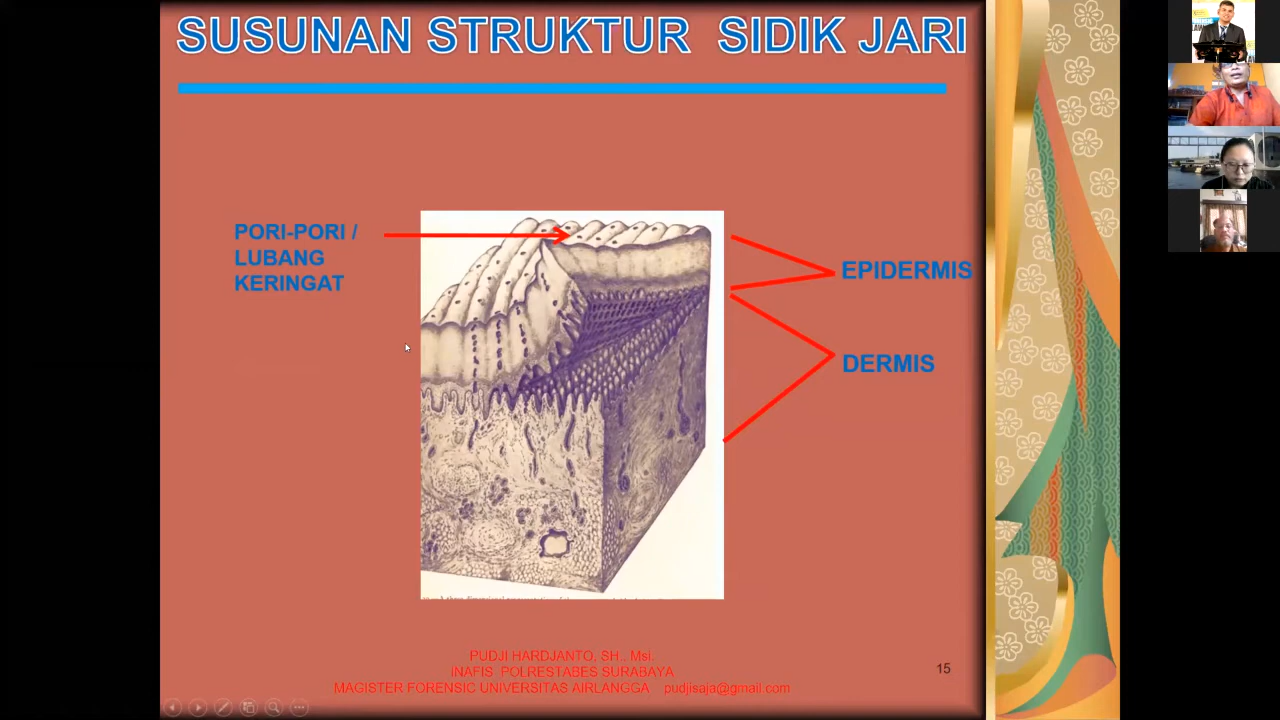 SUSUNAN STRUKTUR SIDIK JARI
PORI-PORI /
LUBANG
KERINGAT
EPIDERMIS
DERMIS
PUDJI HARDJANTO, SH., Msi.
INAFIS POLRESTABES SURABAYA
MAGISTER FORENSIC UNIVERSITAS AIRLANGGA pudjisaja@gmail.com
15